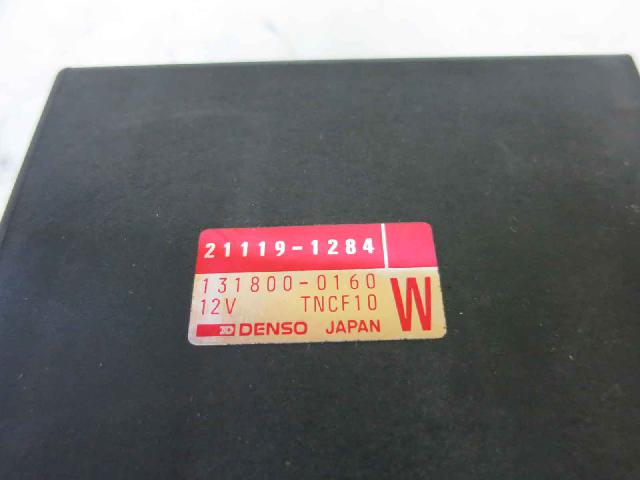 21119-1284
131800-0160
12V TNCF10
DENSO JAPAN W